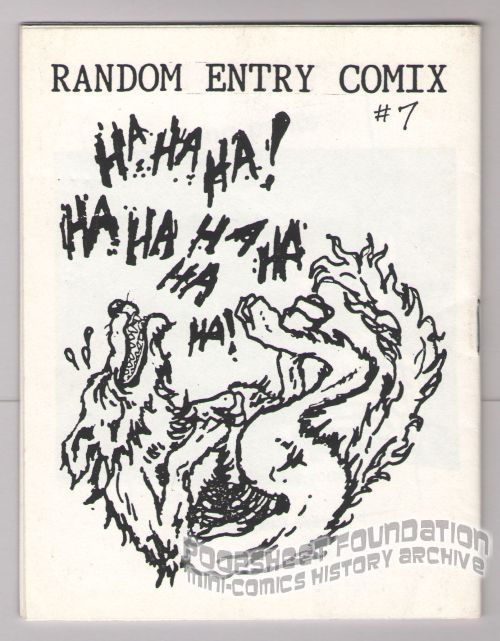 RANDOM ENTRY COMIX
#7
HA HA HA!
HA HA HA HA
HA
HA!
POOPSHEET FOUNDATION
MINI-COMICS HISTORY ARCHIVE